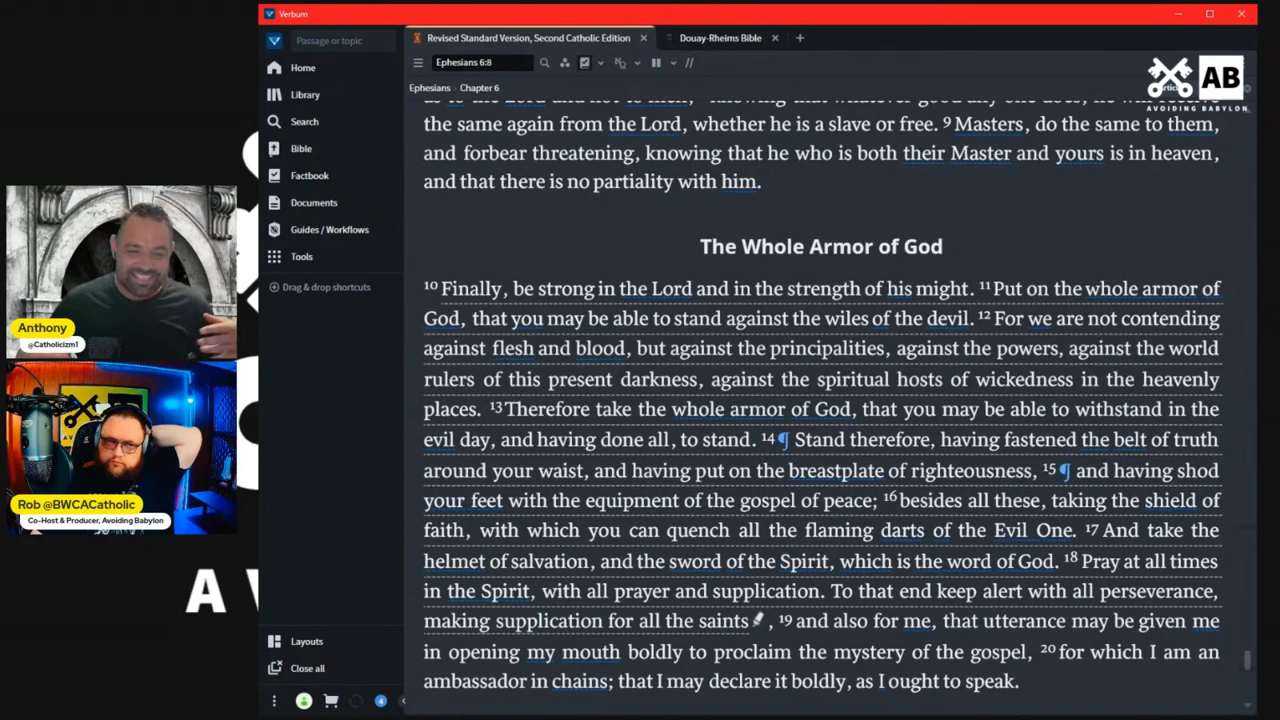 Verbum
Passage or topic
Home
Library
Search
Bible
Factbook
Documents
Guides / Workflows
Tools
Drag & drop shortcuts
Layouts
Close all
4
Revised Standard Version, Second Catholic Edition
Douay-Rheims Bible
Ephesians 6:8
Ephesians Chapter 6
AB
AVOIDING BABYLON
the same again from the Lord, whether he is a slave or free. 9 Masters, do the same to them,
and forbear threatening, knowing that he who is both their Master and yours is in heaven,
and that there is no partiality with him.
The Whole Armor of God
10 Finally, be strong in the Lord and in the strength of his might. 11 Put on the whole armor of
God, that you may be able to stand against the wiles of the devil. 12 For we are not contending
against flesh and blood, but against the principalities, against the powers, against the world
rulers of this present darkness, against the spiritual hosts of wickedness in the heavenly
places. 13 Therefore take the whole armor of God, that you may be able to withstand in the
evil day, and having done all, to stand. 14 ¶ Stand therefore, having fastened the belt of truth
around your waist, and having put on the breastplate of righteousness, 15 ¶ and having shod
your feet with the equipment of the gospel of peace; 16 besides all these, taking the shield of
faith, with which you can quench all the flaming darts of the Evil One. 17 And take the
helmet of salvation, and the sword of the Spirit, which is the word of God. 18 Pray at all times
in the Spirit, with all prayer and supplication. To that end keep alert with all perseverance,
making supplication for all the saints, 19 and also for me, that utterance may be given me
in opening my mouth boldly to proclaim the mystery of the gospel, 20 for which I am an
ambassador in chains; that I may declare it boldly, as I ought to speak.
Anthony
@Catholicizm1
Rob @BWCACatholic
Co-Host & Producer, Avoiding Babylon
A